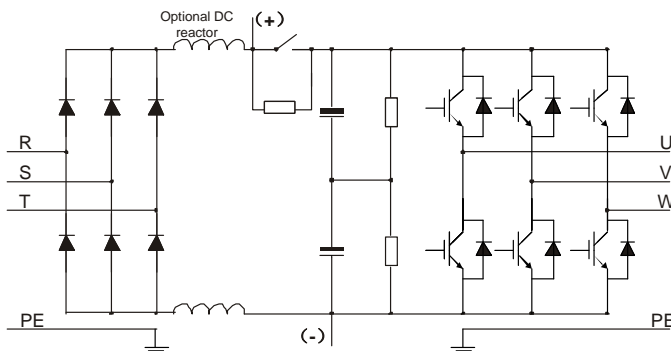 Optional DC
reactor
(+)
R
U
S
V
T
W
PE
(-)
PE